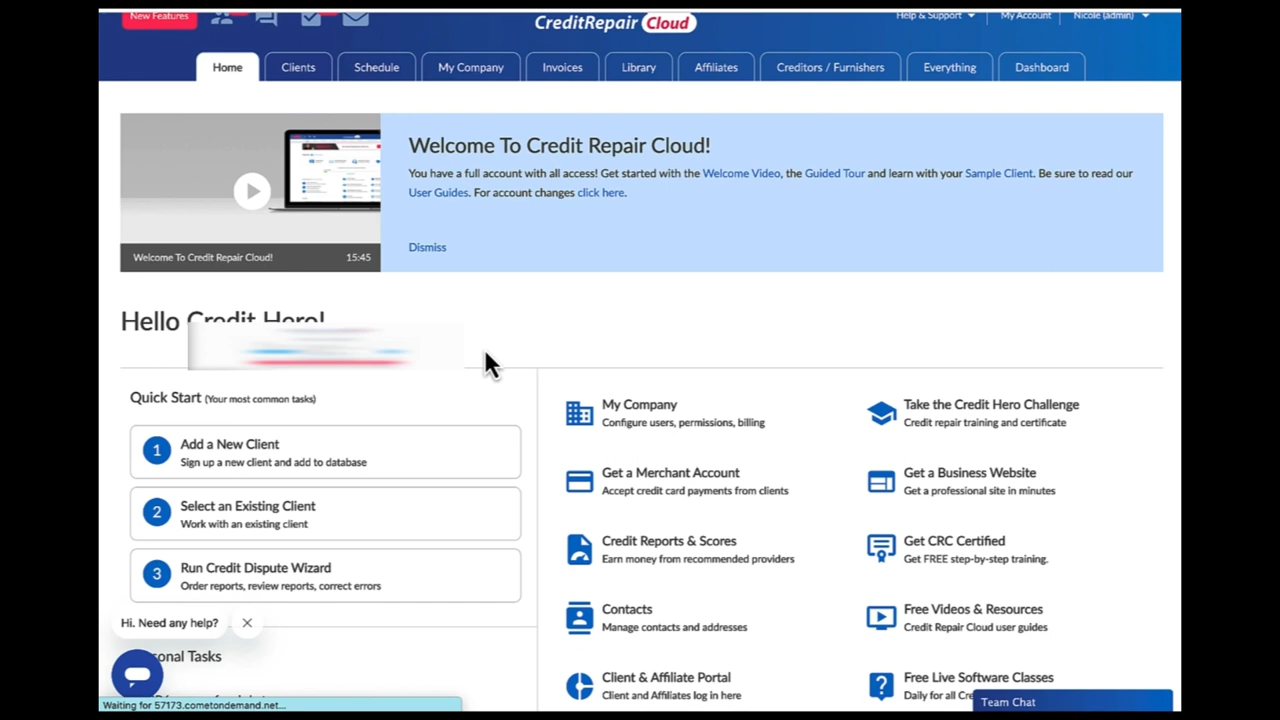 New Features
CreditRepair Cloud
Help & Support
My Account
Nicole (admin)
Home
Clients
Schedule
My Company
Invoices
Library
Affiliates
Creditors / Furnishers
Everything
Dashboard
Welcome To Credit Repair Cloud!
You have a full account with all access! Get started with the Welcome Video, the Guided Tour and learn with your Sample Client. Be sure to read our
User Guides. For account changes click here.
Dismiss
Welcome To Credit Repair Cloud!
15:45
Hello Credit Hero!
Quick Start (Your most common tasks)
1
Add a New Client
Sign up a new client and add to database
2
Select an Existing Client
Work with an existing client
3
Run Credit Dispute Wizard
Order reports, review reports, correct errors
Hi. Need any help?
sonal Tasks
Waiting for 57173.cometondemand.net...
My Company
Configure users, permissions, billing
Get a Merchant Account
Accept credit card payments from clients
Credit Reports & Scores
Earn money from recommended providers
Contacts
Manage contacts and addresses
Client & Affiliate Portal
Client and Affiliates log in here
Take the Credit Hero Challenge
Credit repair training and certificate
Get a Business Website
Get a professional site in minutes
Get CRC Certified
Get FREE step-by-step training.
Free Videos & Resources
Credit Repair Cloud user guides
Free Live Software Classes
Daily for all Cre
Team Chat